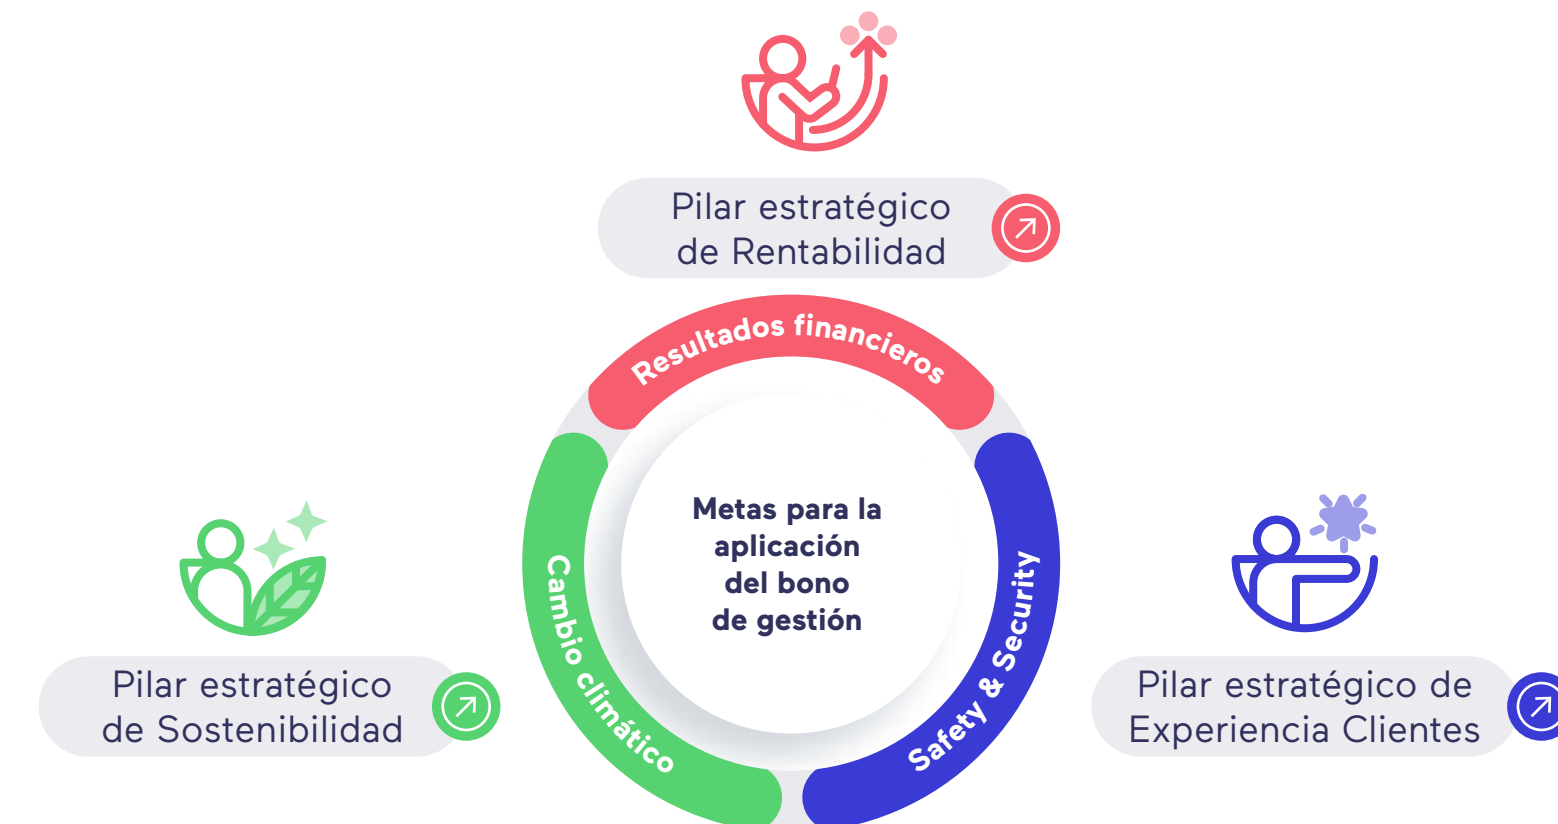 Pilar estratégico
de Rentabilidad
Resultados financieros
Metas para la
aplicación
del bono
de gestión
Cambio climático
Safety & Security
Pilar estratégico
de Sostenibilidad
Pilar estratégico de
Experiencia Clientes